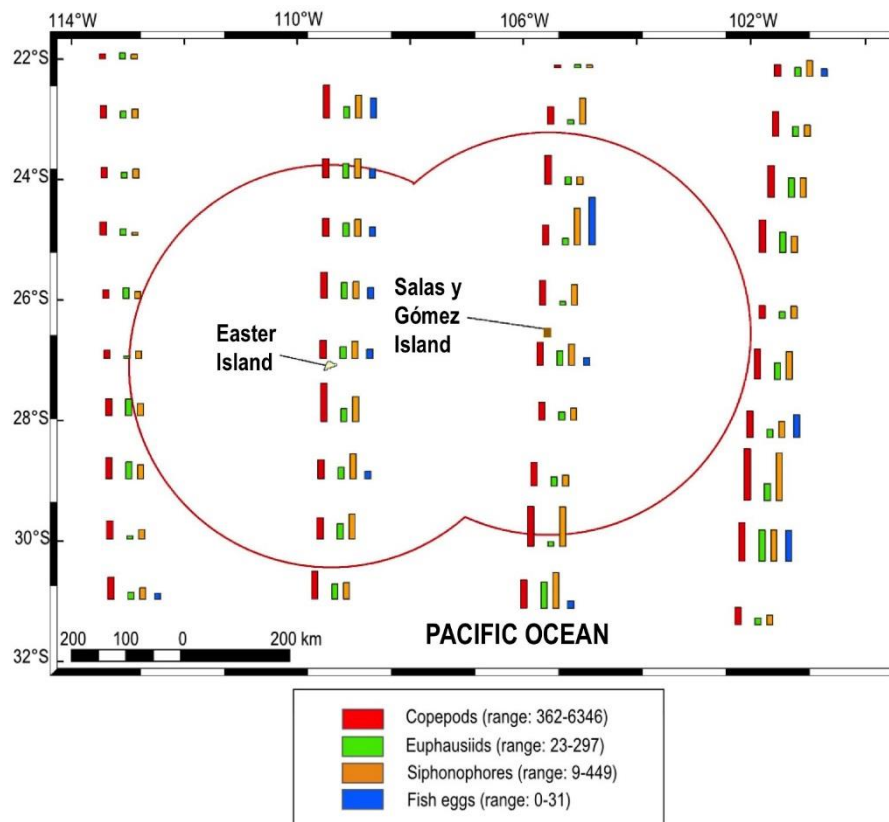 114°W 110°W 106°W 102°W
22°S
24°S
26°S
Salas y
Gómez
Island
Easter
Island
28°S
30°S
PACIFIC OCEAN
200 100 0 200 km
32°S
Copepods (range: 362-6346)
Euphausiids (range: 23-297)
Siphonophores (range: 9-449)
Fish eggs (range: 0-31)